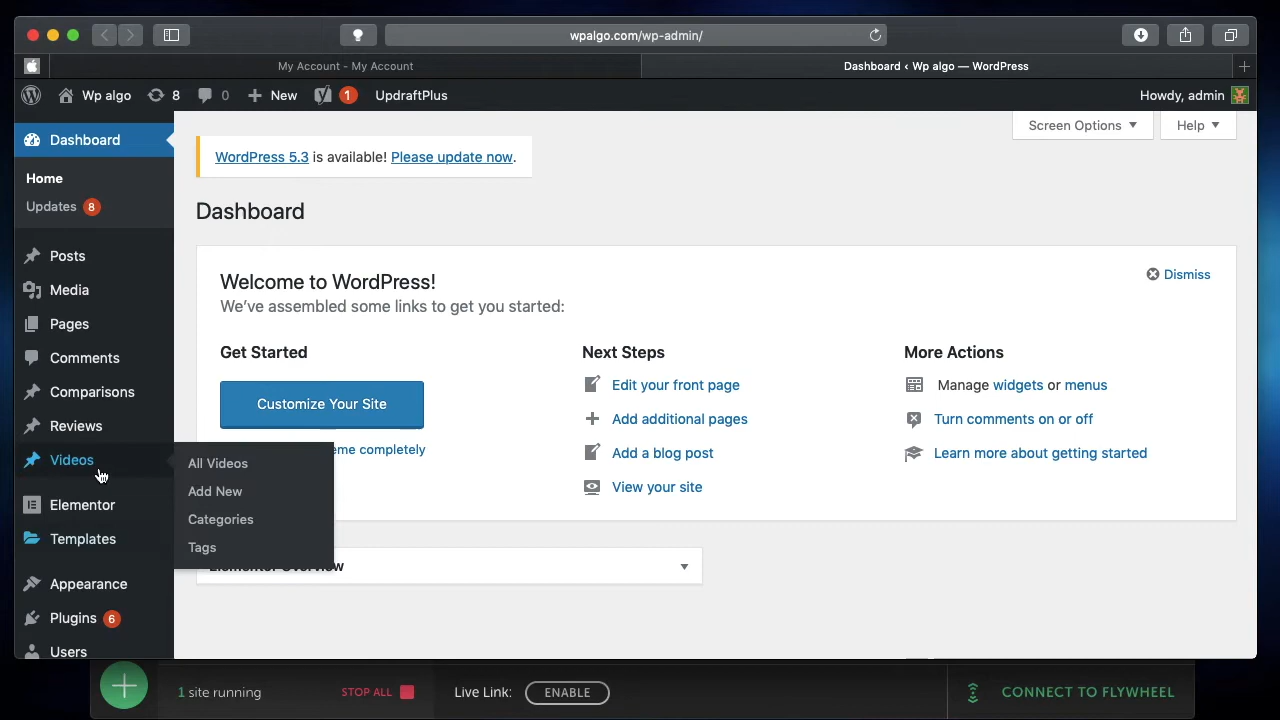 wpalgo.com/wp-admin/
My Account - My Account
Dashboard ‹ Wp algo — WordPress
Wp algo 8 0 New 1 UpdraftPlus Howdy, admin
Screen Options Help
Dashboard
Home
Updates 8
Posts
Media
Pages
Comments
Comparisons
Reviews
Videos
Elementor
Templates
Appearance
Plugins 6
Users
All Videos
Add New
Categories
Tags
WordPress 5.3 is available! Please update now.
Dashboard
Welcome to WordPress!
Dismiss
We've assembled some links to get you started:
Get Started
Customize Your Site
eme completely
Next Steps
Edit your front page
Add additional pages
Add a blog post
View your site
More Actions
Manage widgets or menus
Turn comments on or off
Learn more about getting started
Elementor Overview
1 site running STOP ALL Live Link: ENABLE CONNECT TO FLYWHEEL